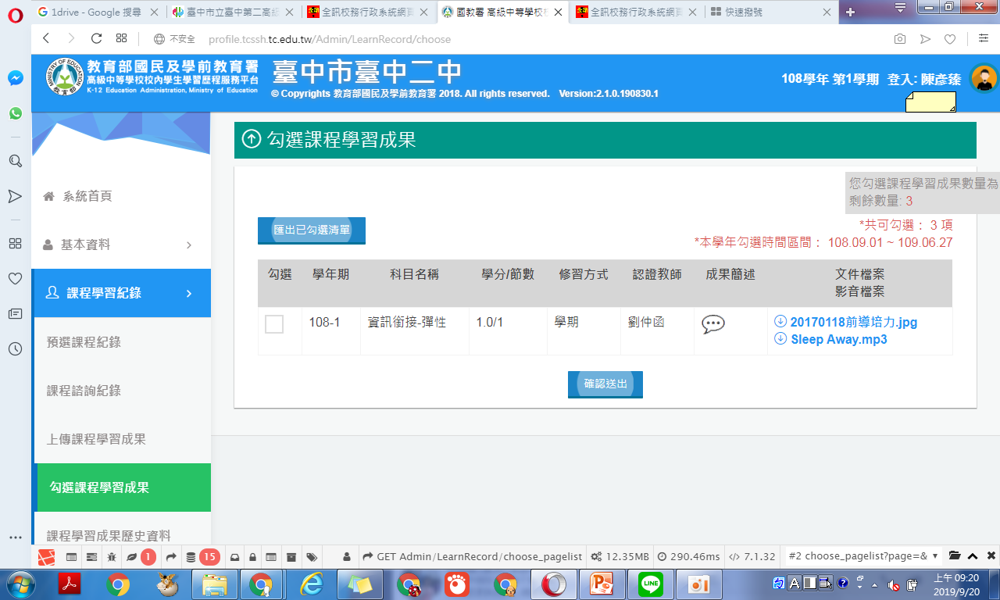 1drive - Google 搜尋
臺中市立臺中第二高級
全訊校務行政系統網頁
國教署 高級中等學校校
全訊校務行政系統網頁
快速撥號
不安全 profile.tcssh.tc.edu.tw/Admin/LearnRecord/choose
教育部國民及學前教育署
高級中等學校校內學生學習歷程服務平台
K-12 Education Administration, Ministry of Education
臺中市臺中二中
© Copyrights 教育部國民及學前教育署 2018. All rights reserved. Version:2.1.0.190830.1
108學年 第1學期 登入: 陳彥蓁
勾選課程學習成果
系統首頁
基本資料
課程學習紀錄
預選課程紀錄
課程諮詢紀錄
上傳課程學習成果
勾選課程學習成果
課程學習成果歷史資料
您勾選課程學習成果數量為
剩餘數量: 3
匯出已勾選清單
*共可勾選： 3 項
*本學年勾選時間區間： 108.09.01 ~ 109.06.27
勾選 學年期 科目名稱 學分/節數 修習方式 認證教師 成果簡述 文件檔案
影音檔案
108-1 資訊銜接-彈性 1.0/1 學期 劉仲函 20170118前導培力.jpg
Sleep Away.mp3
確認送出
1 15 GET Admin/LearnRecord/choose_pagelist 12.35MB 290.46ms 7.1.32 #2 choose_pagelist?page=&
LINE
A
上午 09:20
2019/9/20